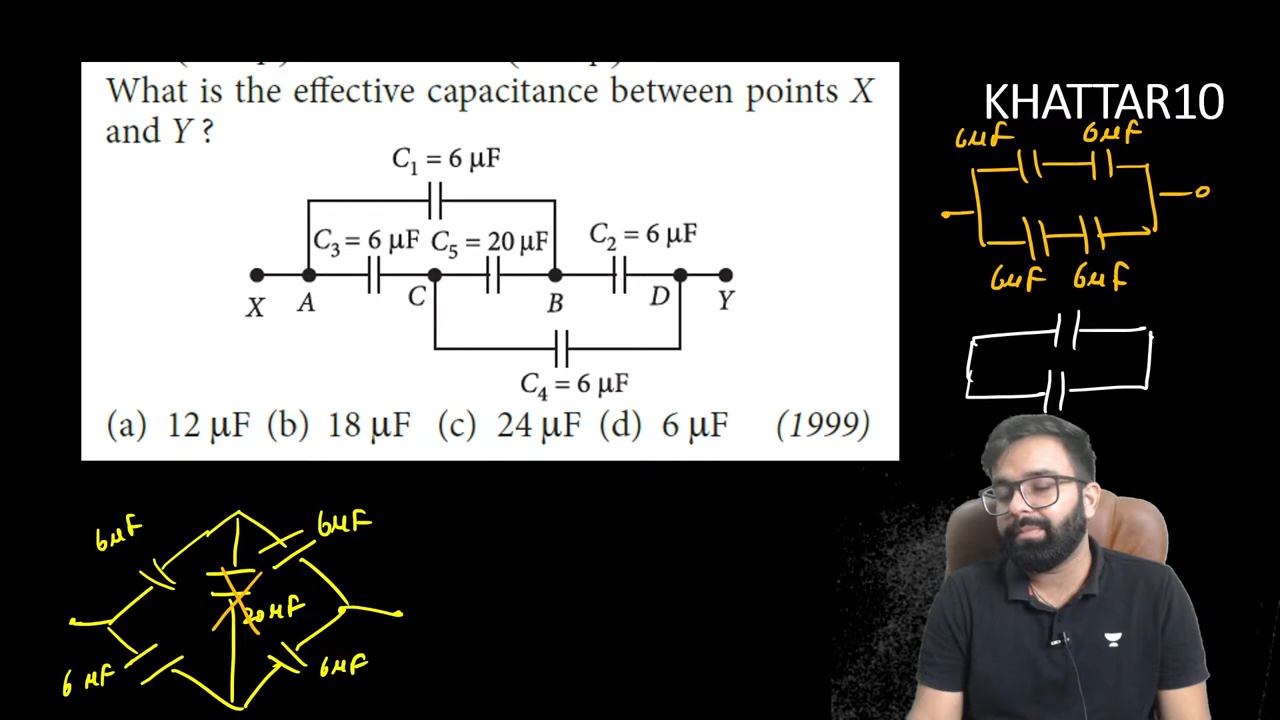 What is the effective capacitance between points X
and Y ?
C₁ = 6 μF
C₃ = 6 μF C₅ = 20 μF C₂ = 6 μF
X A C B D Y
C₄ = 6 μF
(a) 12 μF (b) 18 μF (c) 24 μF (d) 6 μF (1999)
KHATTAR10
6μF 6μF
6μF 6μF
6μF 6μF
20μF
6μF 6μF